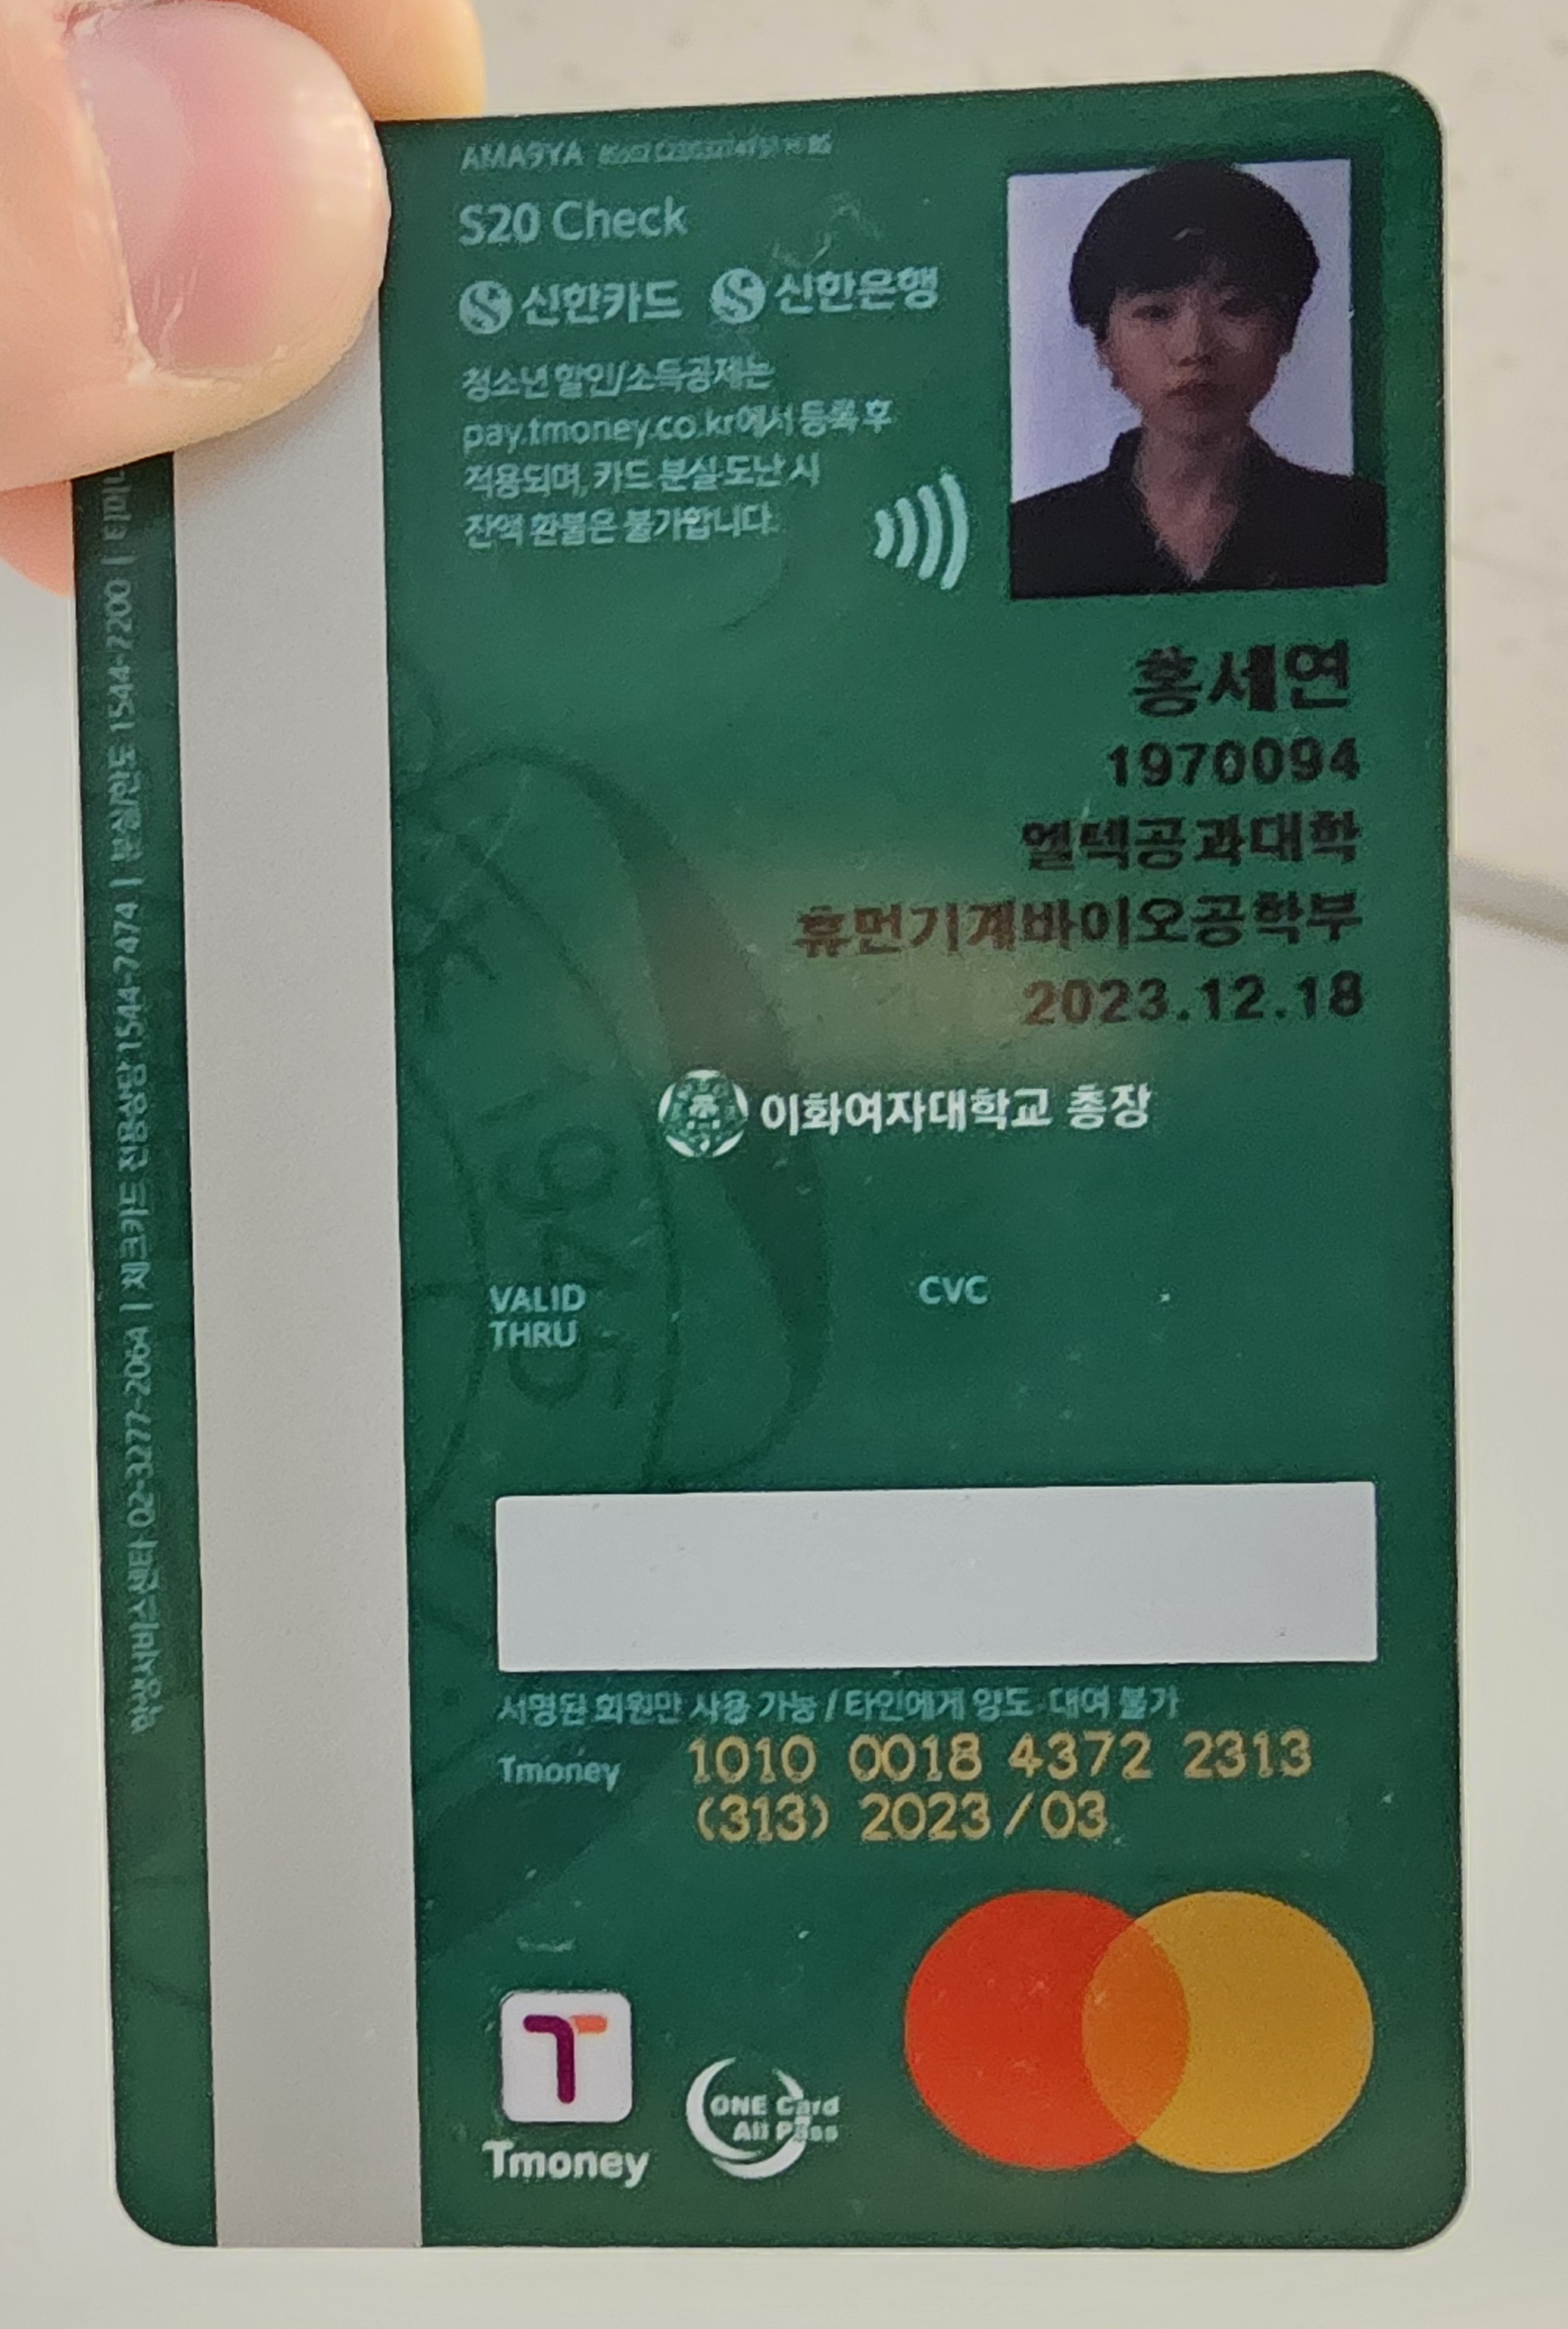 AMA9YA
S20 Check
신한카드 신한은행
청소년 할인/소득공제는
pay.tmoney.co.kr에서 등록 후
적용되며, 카드 분실·도난 시
잔액 환불은 불가합니다.
홍세연
1970094
엘텍공과대학
휴먼기계바이오공학부
2023.12.18
이화여자대학교 총장
1945
VALID
THRU
CVC
서명된 회원만 사용 가능 / 타인에게 양도·대여 불가
Tmoney 1010 0018 4372 2313
(313) 2023/03
Tmoney
ONE Card
All Pass
학생서비스센터 02-3277-2064 | 체크카드 전용상담 1544-7474 | 분실/한도 1544-7200 |